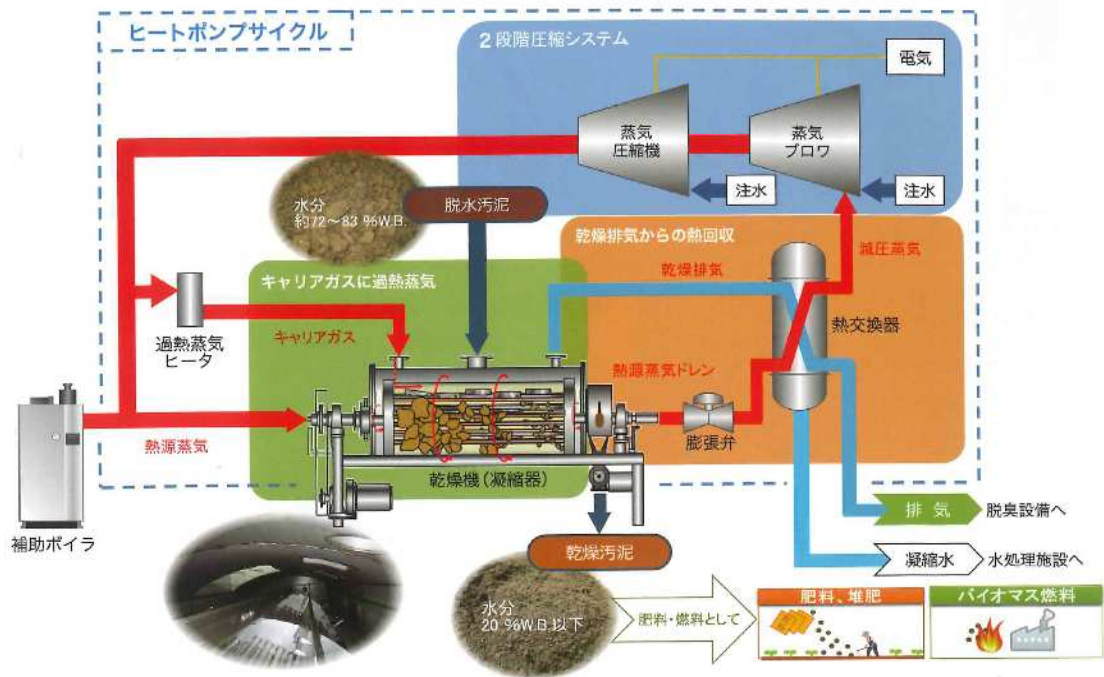 ヒートポンプサイクル
2段階圧縮システム
電気
蒸気
圧縮機
蒸気
ブロワ
注水
注水
水分
約72～83 %W.B.
脱水汚泥
乾燥排気からの熱回収
減圧蒸気
乾燥排気
熱交換器
キャリアガスに過熱蒸気
キャリアガス
過熱蒸気
ヒータ
熱源蒸気ドレン
膨張弁
熱源蒸気
乾燥機(凝縮器)
補助ボイラ
排気
脱臭設備へ
凝縮水
水処理施設へ
乾燥汚泥
水分
20 %W.B.以下
肥料・燃料として
肥料、堆肥
バイオマス燃料